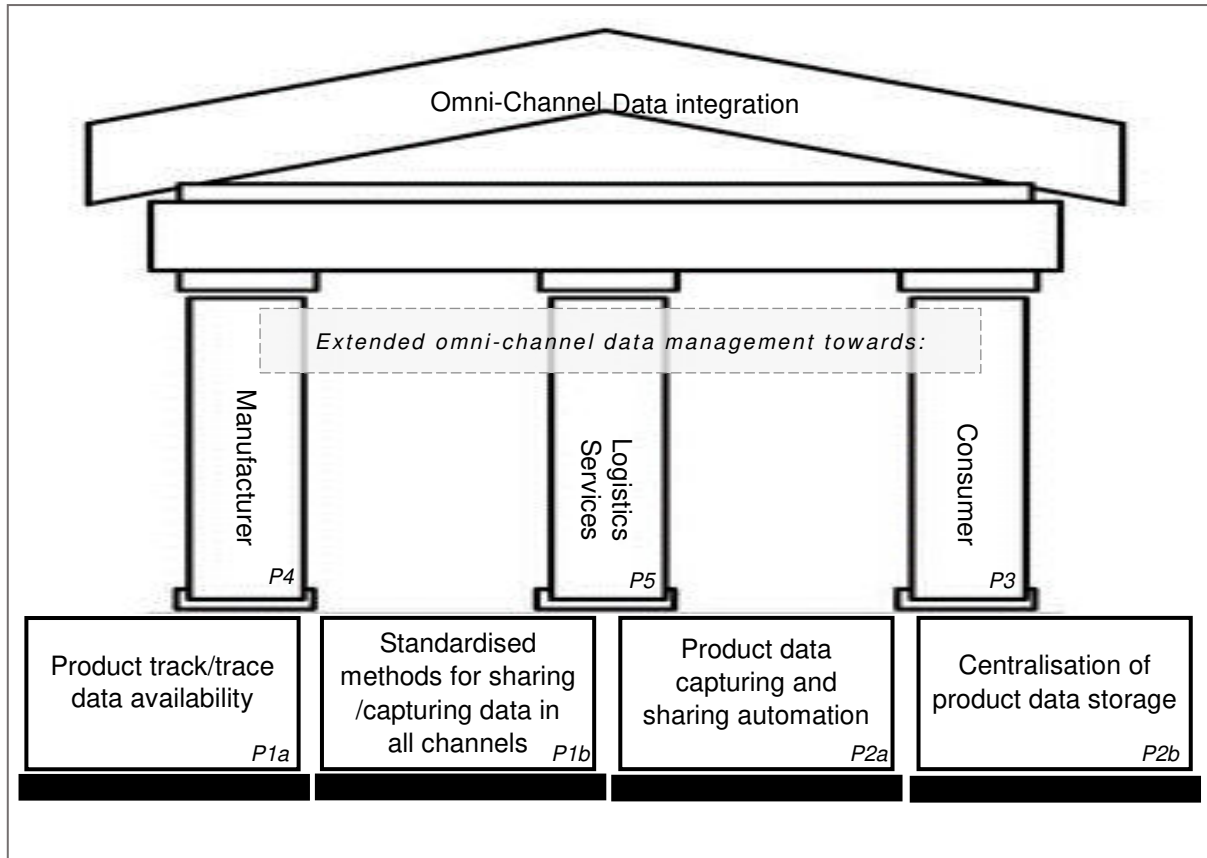 Omni-Channel Data integration
Extended omni-channel data management towards:
Manufacturer
P4
Logistics
Services
P5
Consumer
P3
Product track/trace
data availability
P1a
Standardised
methods for sharing
/capturing data in
all channels
P1b
Product data
capturing and
sharing automation
P2a
Centralisation of
product data storage
P2b